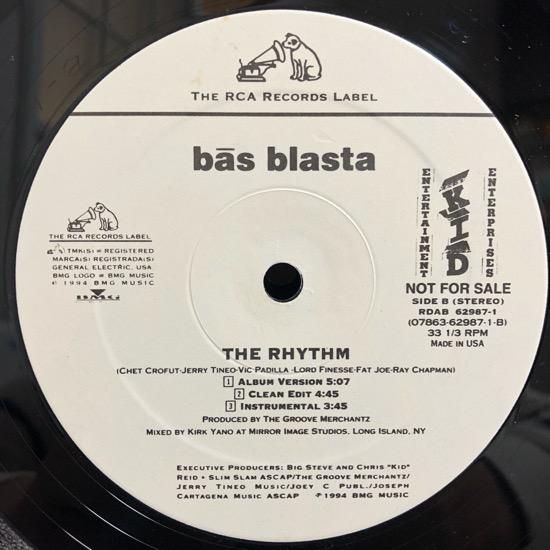 THE RCA RECORDS LABEL
bās blasta
THE RCA RECORDS LABEL
TMK(S) ® REGISTERED
MARCA(S) REGISTRADA(S)
GENERAL ELECTRIC, USA
BMG LOGO ® BMG MUSIC
© 1994 BMG MUSIC
BMG
ENTERTAINMENT
KID
ENTERPRISES
NOT FOR SALE
SIDE B (STEREO)
RDAB 62987-1
(07863-62987-1-B)
33 1/3 RPM
MADE IN USA
THE RHYTHM
(CHET CROFUT-JERRY TINEO-VIC PADILLA-LORD FINESSE-FAT JOE-RAY CHAPMAN)
1 ALBUM VERSION 5:07
2 CLEAN EDIT 4:45
3 INSTRUMENTAL 3:45
PRODUCED BY THE GROOVE MERCHANTZ
MIXED BY KIRK YANO AT MIRROR IMAGE STUDIOS, LONG ISLAND, NY
EXECUTIVE PRODUCERS: BIG STEVE AND CHRIS "KID"
REID • SLIM SLAM ASCAP/THE GROOVE MERCHANTZ/
JERRY TINEO MUSIC/JOEY C PUBL./JOSEPH
CARTAGENA MUSIC ASCAP ℗1994 BMG MUSIC